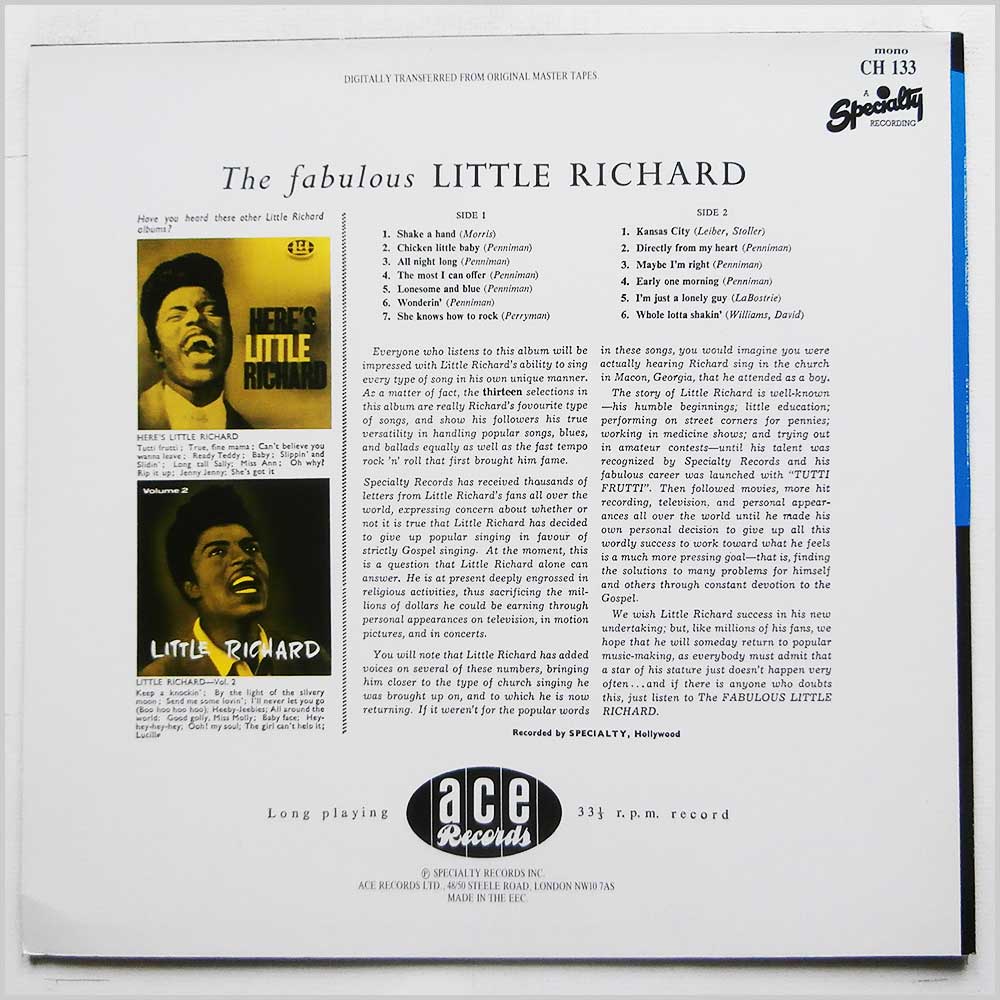 mono
CH 133
DIGITALLY TRANSFERRED FROM ORIGINAL MASTER TAPES
A
Specialty
RECORDING
The fabulous LITTLE RICHARD
Have you heard these other Little Richard
albums?
ace
HERE'S
LITTLE
RICHARD
HERE'S LITTLE RICHARD
Tutti frutti; True, fine mama; Can't believe you
wanna leave; Ready Teddy; Baby; Slippin' and
Slidin'; Long tall Sally; Miss Ann; Oh why?
Rip it up; Jenny Jenny; She's got it
Volume 2
LITTLE RICHARD
LITTLE RICHARD—Vol. 2
Keep a knockin'; By the light of the silvery
moon; Send me some lovin'; I'll never let you go
(Boo hoo hoo hoo); Heeby-Jeebies; All around the
world; Good golly, Miss Molly; Baby face; Hey-
hey-hey-hey; Ooh! my soul; The girl can't help it;
Lucille
SIDE 1
1. Shake a hand (Morris)
2. Chicken little baby (Penniman)
3. All night long (Penniman)
4. The most I can offer (Penniman)
5. Lonesome and blue (Penniman)
6. Wonderin' (Penniman)
7. She knows how to rock (Perryman)
SIDE 2
1. Kansas City (Leiber, Stoller)
2. Directly from my heart (Penniman)
3. Maybe I'm right (Penniman)
4. Early one morning (Penniman)
5. I'm just a lonely guy (LaBostrie)
6. Whole lotta shakin' (Williams, David)
Everyone who listens to this album will be
impressed with Little Richard's ability to sing
every type of song in his own unique manner.
As a matter of fact, the thirteen selections in
this album are really Richard's fovourite type
of songs, and show his followers his true
versatility in handling popular songs, blues,
and ballads equally as well as the fast tempo
rock 'n' roll that first brought him fame.
Specialty Records has received thousands of
letters from Little Richard's fans all over the
world, expressing concern about whether or
not it is true that Little Richard has decided
to give up popular singing in favour of
strictly Gospel singing. At the moment, this
is a question that Little Richard alone can
answer. He is at present deeply engrossed in
religious activities, thus sacrificing the mil-
lions of dollars he could be earning through
personal appearances on television, in motion
pictures, and in concerts.
You will note that Little Richard has added
voices on several of these numbers, bringing
him closer to the type of church singing he
was brought up on, and to which he is now
returning. If it weren't for the popular words
in these songs, you would imagine you were
actually hearing Richard sing in the church
in Macon, Georgia, that he attended as a boy.
The story of Little Richard is well-known
—his humble beginnings; little education;
performing on street corners for pennies;
working in medicine shows; and trying out
in amateur contests—until his talent was
recognized by Specialty Records and his
fabulous career was launched with "TUTTI
FRUTTI". Then followed movies, more hit
recording, television, and personal appear-
ances all over the world until he made his
own personal decision to give up all this
wordly success to work toward what he feels
is a much more pressing goal—that is, finding
the solutions to many problems for himself
and others through constant devotion to the
Gospel.
We wish Little Richard success in his new
undertaking; but, like millions of his fans, we
hope that he will someday return to popular
music-making, as everybody must admit that
a star of his stature just doesn't happen very
often...and if there is anyone who doubts
this, just listen to The FABULOUS LITTLE
RICHARD.
Recorded by SPECIALTY, Hollywood
Long playing ace Records 33⅓ r.p.m. record
℗ SPECIALTY RECORDS INC.
ACE RECORDS LTD., 48/50 STEELE ROAD, LONDON NW10 7AS
MADE IN THE EEC.